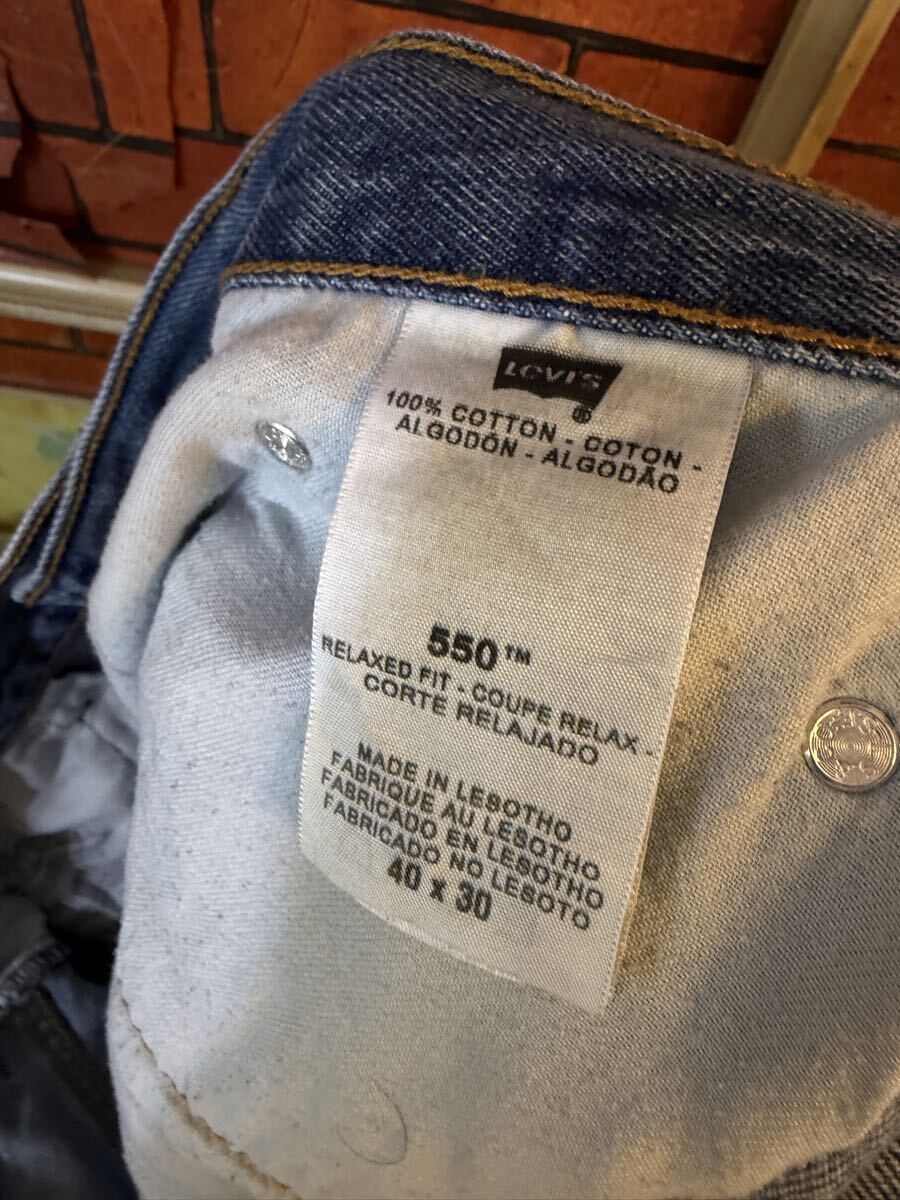 LEVI'S
®
100% COTTON - COTON -
ALGODÓN - ALGODÃO
550™
RELAXED FIT - COUPE RELAX -
CORTE RELAJADO
MADE IN LESOTHO
FABRIQUE AU LESOTHO
FABRICADO EN LESOTHO
FABRICADO NO LESOTO
40 x 30